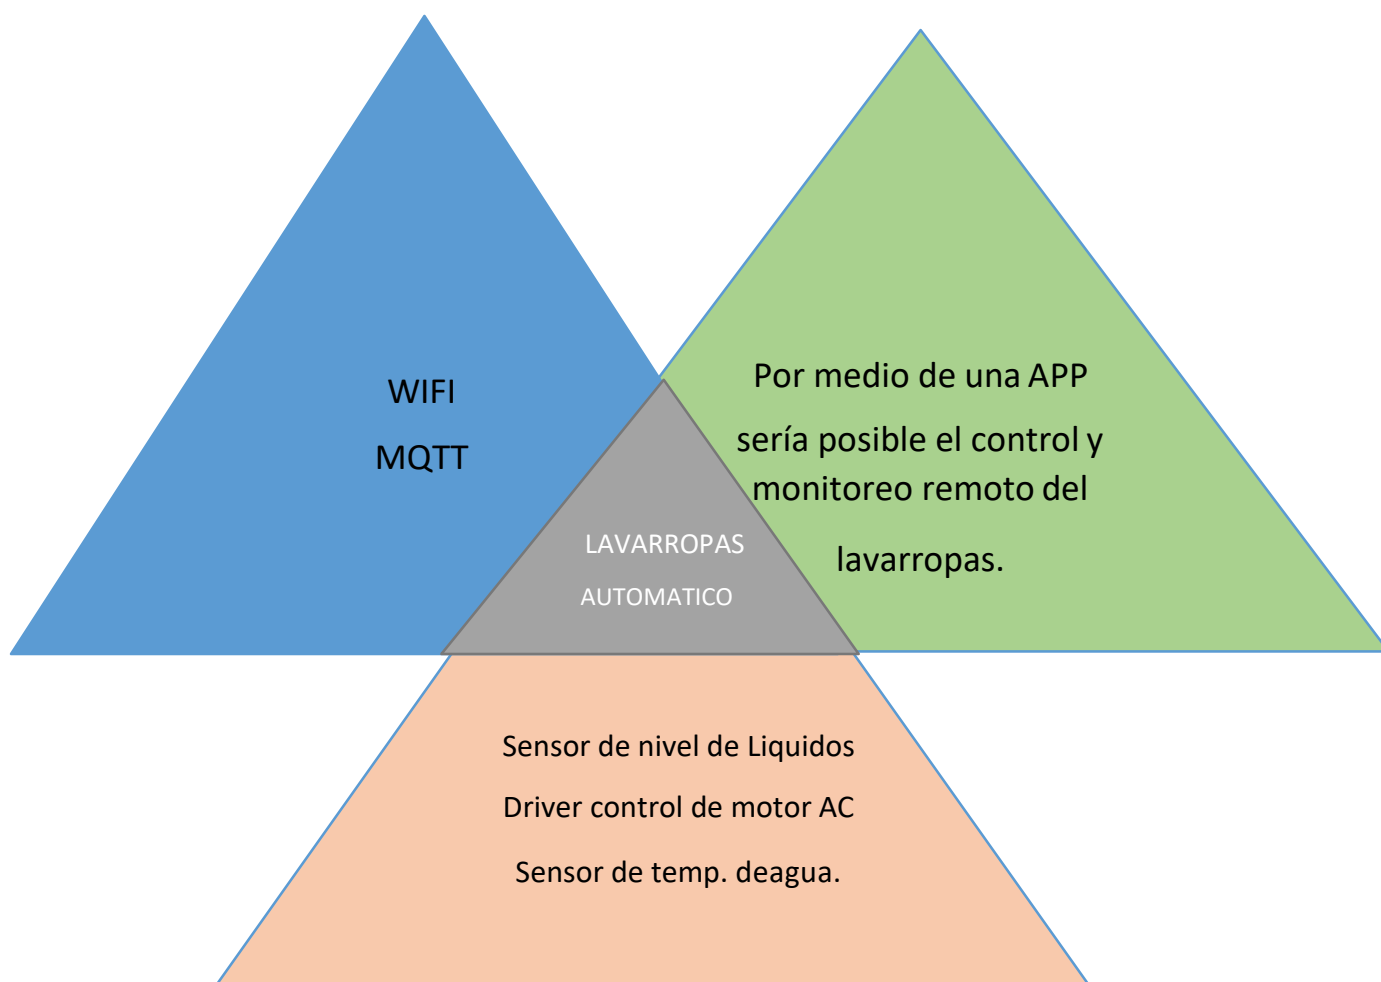 WIFI
MQTT
Por medio de una APP
sería posible el control y
monitoreo remoto del
lavarropas.
LAVARROPAS
AUTOMATICO
Sensor de nivel de Liquidos
Driver control de motor AC
Sensor de temp. deagua.